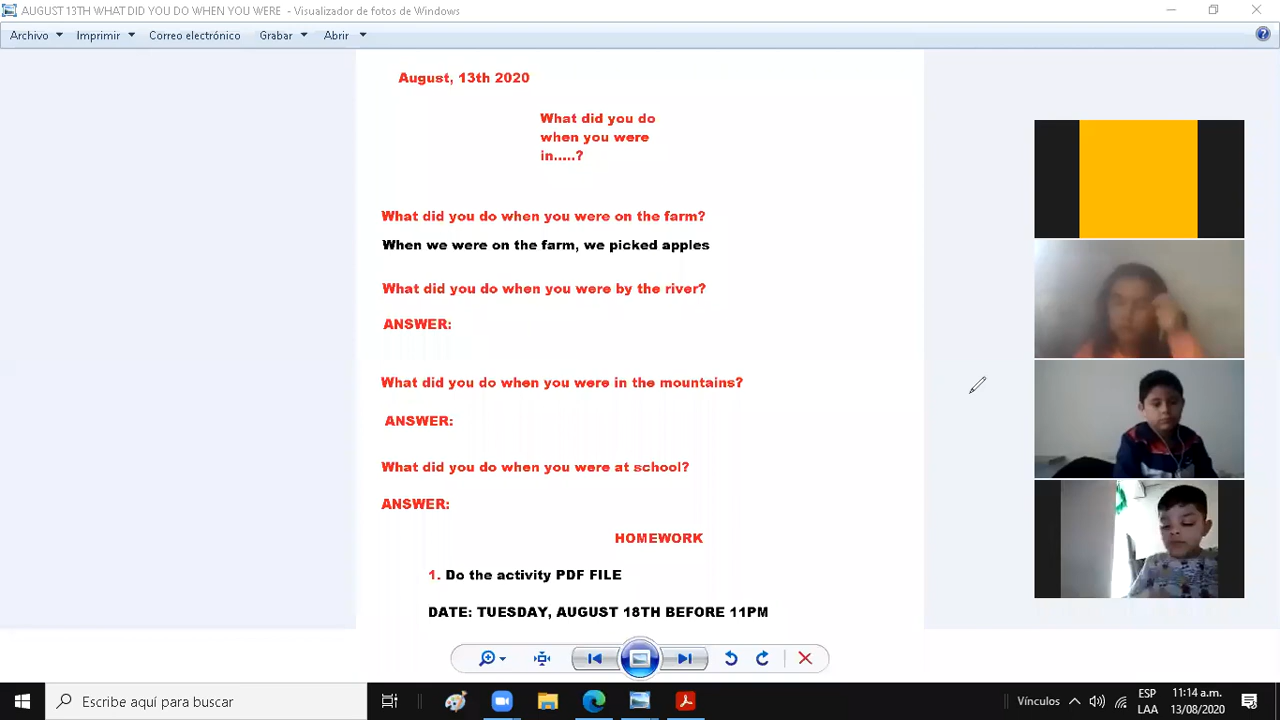 AUGUST 13TH WHAT DID YOU DO WHEN YOU WERE - Visualizador de fotos de Windows
Archivo Imprimir Correo electrónico Grabar Abrir
August, 13th 2020
What did you do
when you were
in.....?
What did you do when you were on the farm?
When we were on the farm, we picked apples
What did you do when you were by the river?
ANSWER:
What did you do when you were in the mountains?
ANSWER:
What did you do when you were at school?
ANSWER:
HOMEWORK
1. Do the activity PDF FILE
DATE: TUESDAY, AUGUST 18TH BEFORE 11PM
Escribe aquí para buscar
Vínculos
ESP
LAA
11:14 a.m.
13/08/2020